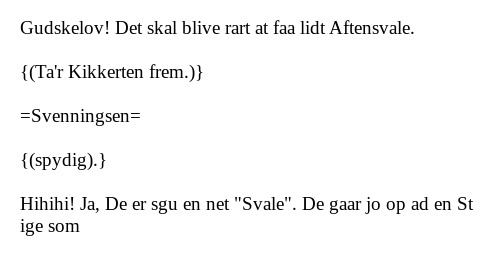 Gudskelov! Det skal blive rart at faa lidt Aftensvale.
{(Ta'r Kikkerten frem.)}
=Svenningsen=
{(spydig).}
Hihihi! Ja, De er sgu en net "Svale". De gaar jo op ad en St
ige som